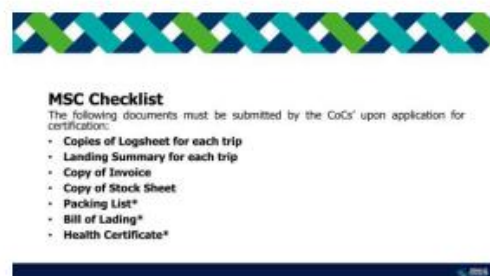 MSC Checklist
The following documents must be submitted by the CoCs' upon application for
certification:
• Copies of Logsheet for each trip
• Landing Summary for each trip
• Copy of Invoice
• Copy of Stock Sheet
• Packing List*
• Bill of Lading*
• Health Certificate*